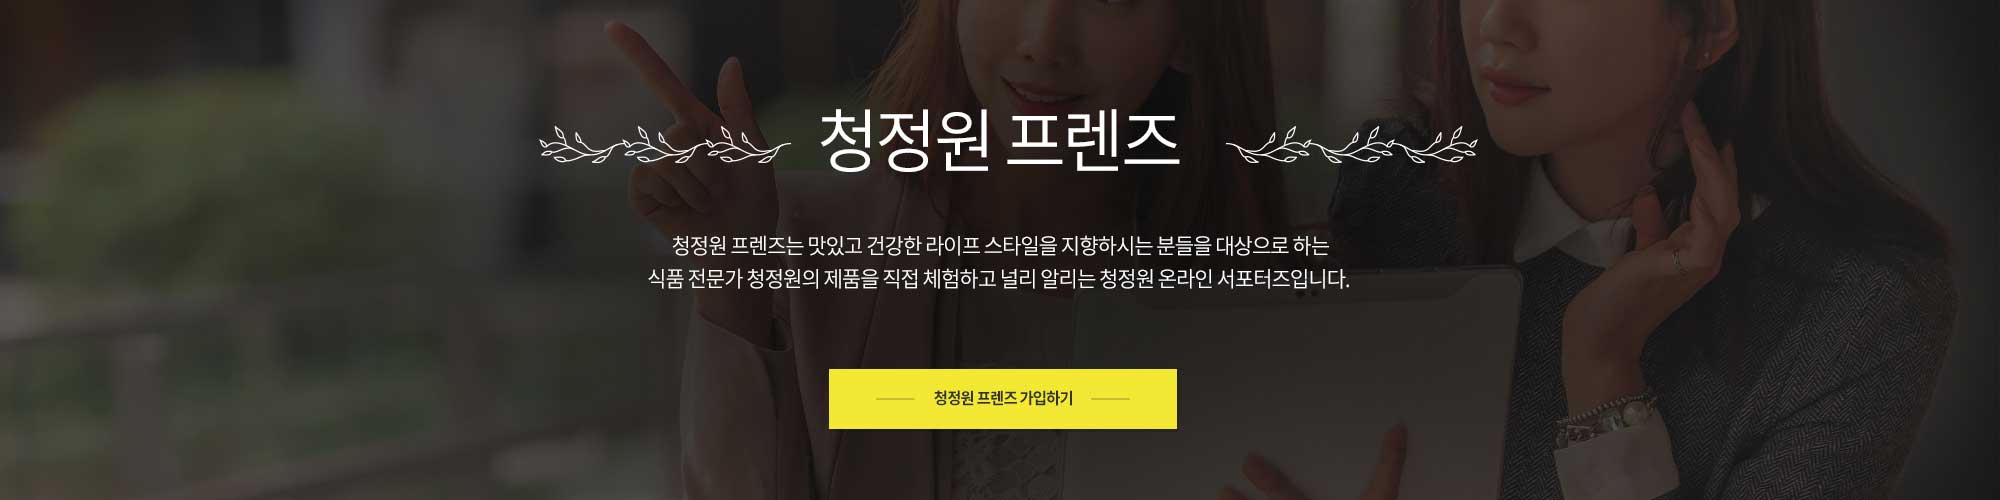 청정원 프렌즈
청정원 프렌즈는 맛있고 건강한 라이프 스타일을 지향하시는 분들을 대상으로 하는
식품 전문가 청정원의 제품을 직접 체험하고 널리 알리는 청정원 온라인 서포터즈입니다.
청정원 프렌즈 가입하기